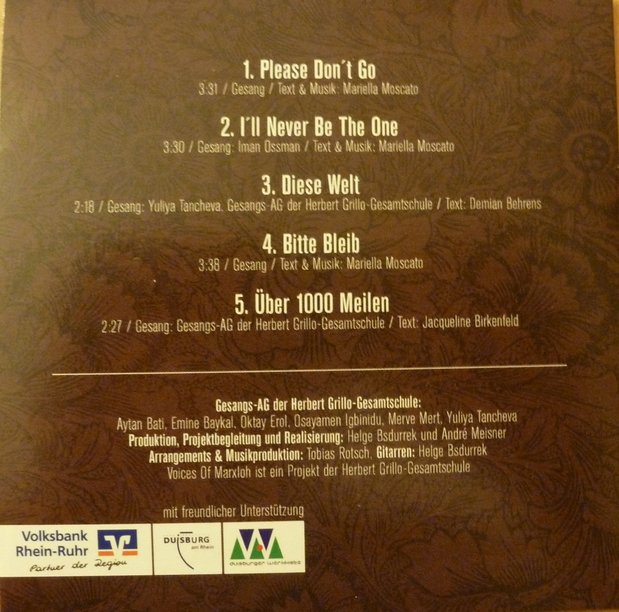 1. Please Don´t Go
3:31 / Gesang / Text & Musik: Mariella Moscato
2. I´ll Never Be The One
3:30 / Gesang: Iman Ossman / Text & Musik: Mariella Moscato
3. Diese Welt
2:18 / Gesang: Yuliya Tancheva, Gesangs-AG der Herbert Grillo-Gesamtschule / Text: Demian Behrens
4. Bitte Bleib
3:38 / Gesang / Text & Musik: Mariella Moscato
5. Über 1000 Meilen
2:27 / Gesang: Gesangs-AG der Herbert Grillo-Gesamtschule / Text: Jacqueline Birkenfeld
Gesangs-AG der Herbert Grillo-Gesamtschule:
Aytan Bati, Emine Baykal, Oktay Erol, Osayamen Igbinidu, Merve Mert, Yuliya Tancheva
Produktion, Projektbegleitung und Realisierung: Helge Bsdurrek und André Meisner
Arrangements & Musikproduktion: Tobias Rotsch, Gitarren: Helge Bsdurrek
Voices Of Marxloh ist ein Projekt der Herbert Grillo-Gesamtschule
mit freundlicher Unterstützung
Volksbank
Rhein-Ruhr
Partner der Region
DUISBURG
am Rhein
duisburger werkkiste